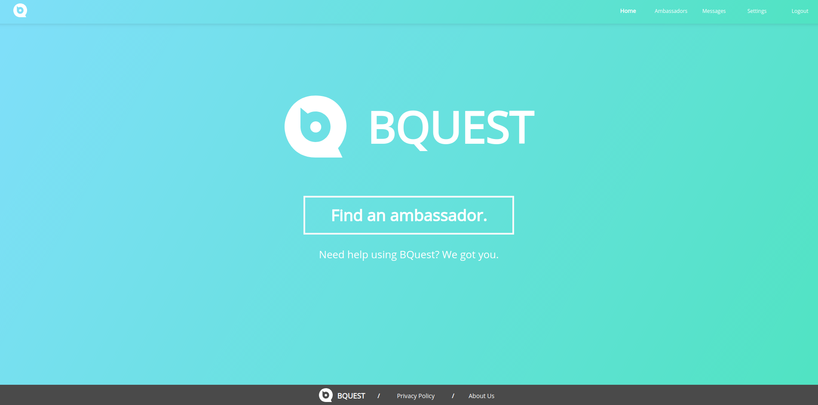 Home Ambassadors Messages Settings Logout
BQUEST
Find an ambassador.
Need help using BQuest? We got you.
BQUEST / Privacy Policy / About Us